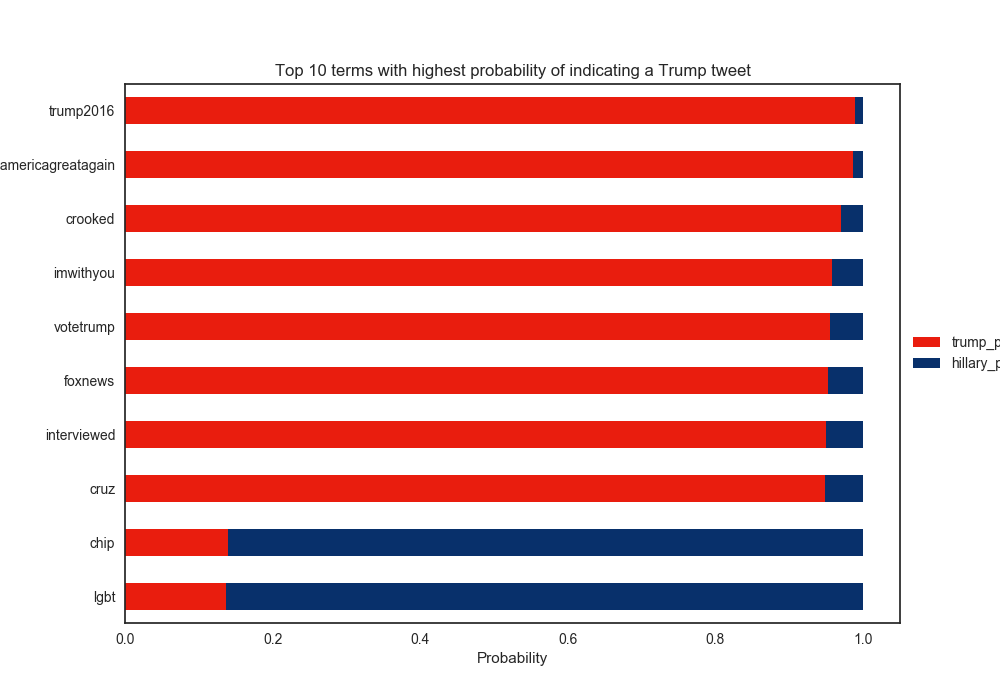 Top 10 terms with highest probability of indicating a Trump tweet
trump2016
americagreatagain
crooked
imwithyou
votetrump
foxnews
interviewed
cruz
chip
lgbt
0.0 0.2 0.4 0.6 0.8 1.0
Probability
trump_p
hillary_p